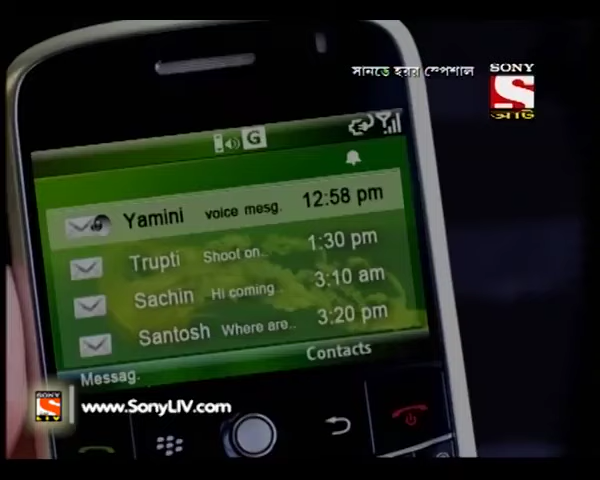 সানডে হরর স্পেশাল
SONY
S
আট
G
Yamini voice mesg. 12:58 pm
Trupti Shoot on.. 1:30 pm
Sachin Hi coming.. 3:10 am
Santosh Where are.. 3:20 pm
Messag. Contacts
SONY
S
LIV
www.SonyLIV.com